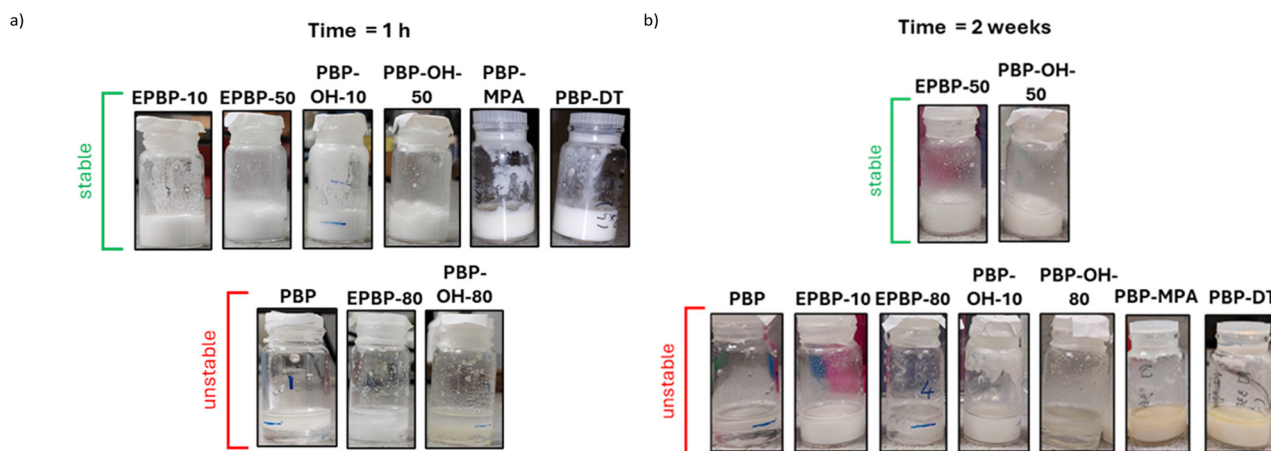 a)
Time = 1 h
PBP-
OH-10
PBP-OH-
50
PBP-
MPA
EPBP-10 EPBP-50 PBP-DT
stable
PBP EPBP-80
PBP-
OH-80
unstable
b)
Time = 2 weeks
EPBP-50
PBP-OH-
50
stable
PBP EPBP-10 EPBP-80
PBP-
OH-10
PBP-OH-
80
PBP-MPA PBP-DT
4
unstable